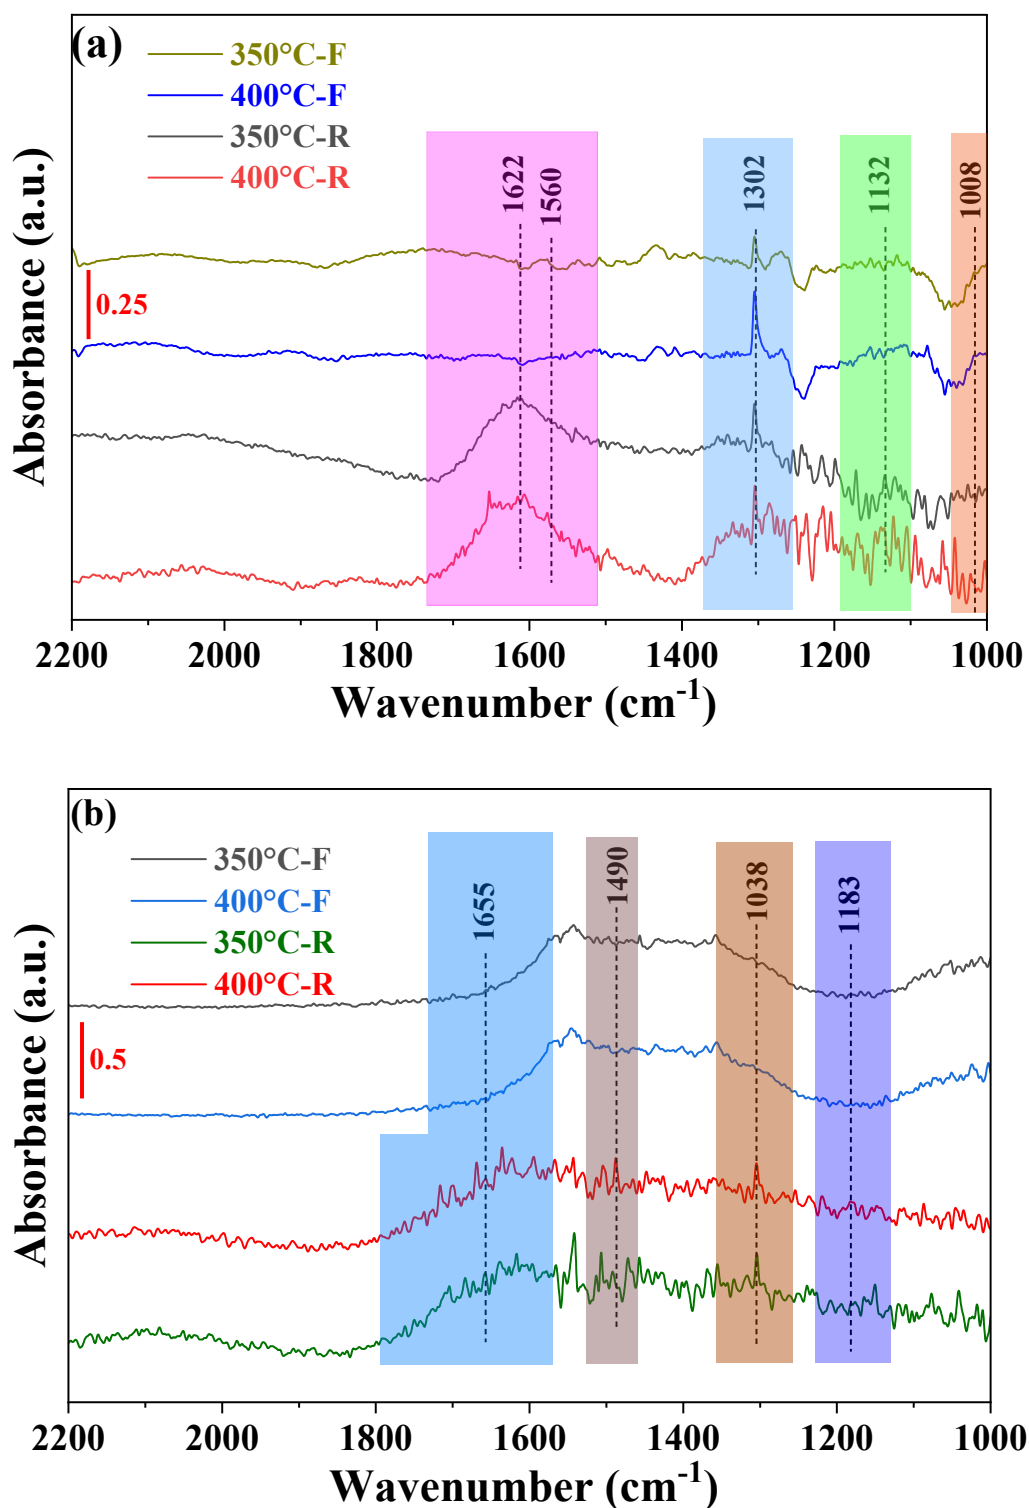 (a)
350°C-F
400°C-F
350°C-R
400°C-R
1622
1560
1302
1132
1008
0.25
Absorbance (a.u.)
2200 2000 1800 1600 1400 1200 1000
Wavenumber (cm⁻¹)
(b)
350°C-F
400°C-F
350°C-R
400°C-R
1655
1490
1038
1183
0.5
Absorbance (a.u.)
2200 2000 1800 1600 1400 1200 1000
Wavenumber (cm⁻¹)